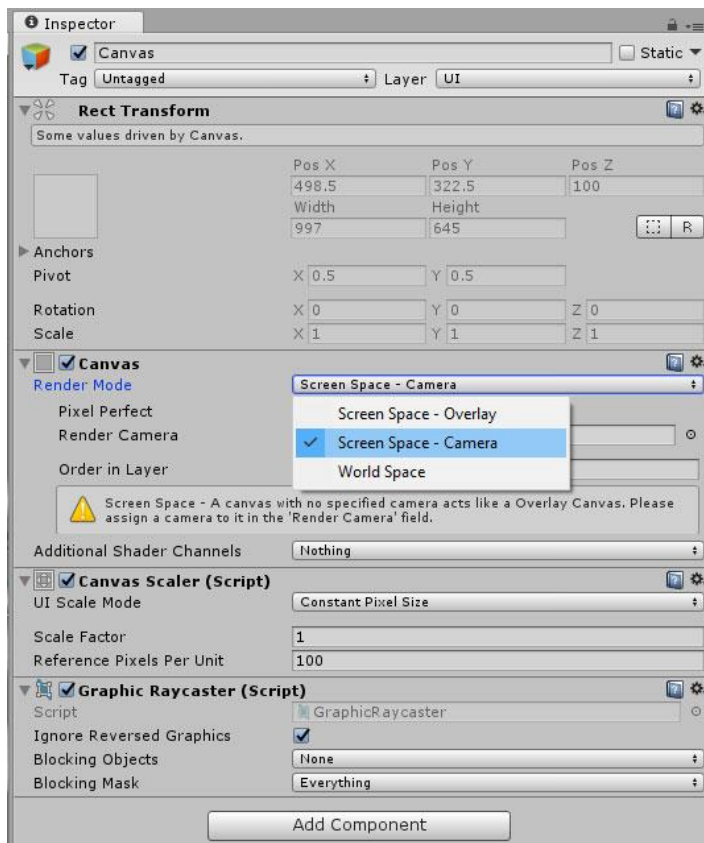 Inspector
Canvas Static
Tag Untagged Layer UI
Rect Transform
Some values driven by Canvas.
Pos X Pos Y Pos Z
498.5 322.5 100
Width Height
997 645
R
Anchors
Pivot X 0.5 Y 0.5
Rotation X 0 Y 0 Z 0
Scale X 1 Y 1 Z 1
Canvas
Render Mode Screen Space - Camera
Pixel Perfect Screen Space - Overlay
Render Camera Screen Space - Camera
Order in Layer World Space
Screen Space - A canvas with no specified camera acts like a Overlay Canvas. Please
assign a camera to it in the 'Render Camera' field.
Additional Shader Channels Nothing
Canvas Scaler (Script)
UI Scale Mode Constant Pixel Size
Scale Factor 1
Reference Pixels Per Unit 100
Graphic Raycaster (Script)
Script GraphicRaycaster
Ignore Reversed Graphics
Blocking Objects None
Blocking Mask Everything
Add Component